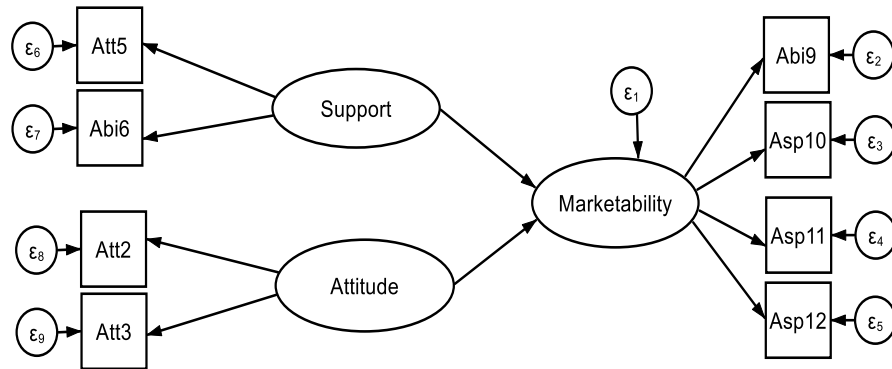 ε6
Att5
ε7
Abi6
Support
ε8
Att2
ε9
Att3
Attitude
ε1
Marketability
Abi9
ε2
Asp10
ε3
Asp11
ε4
Asp12
ε5